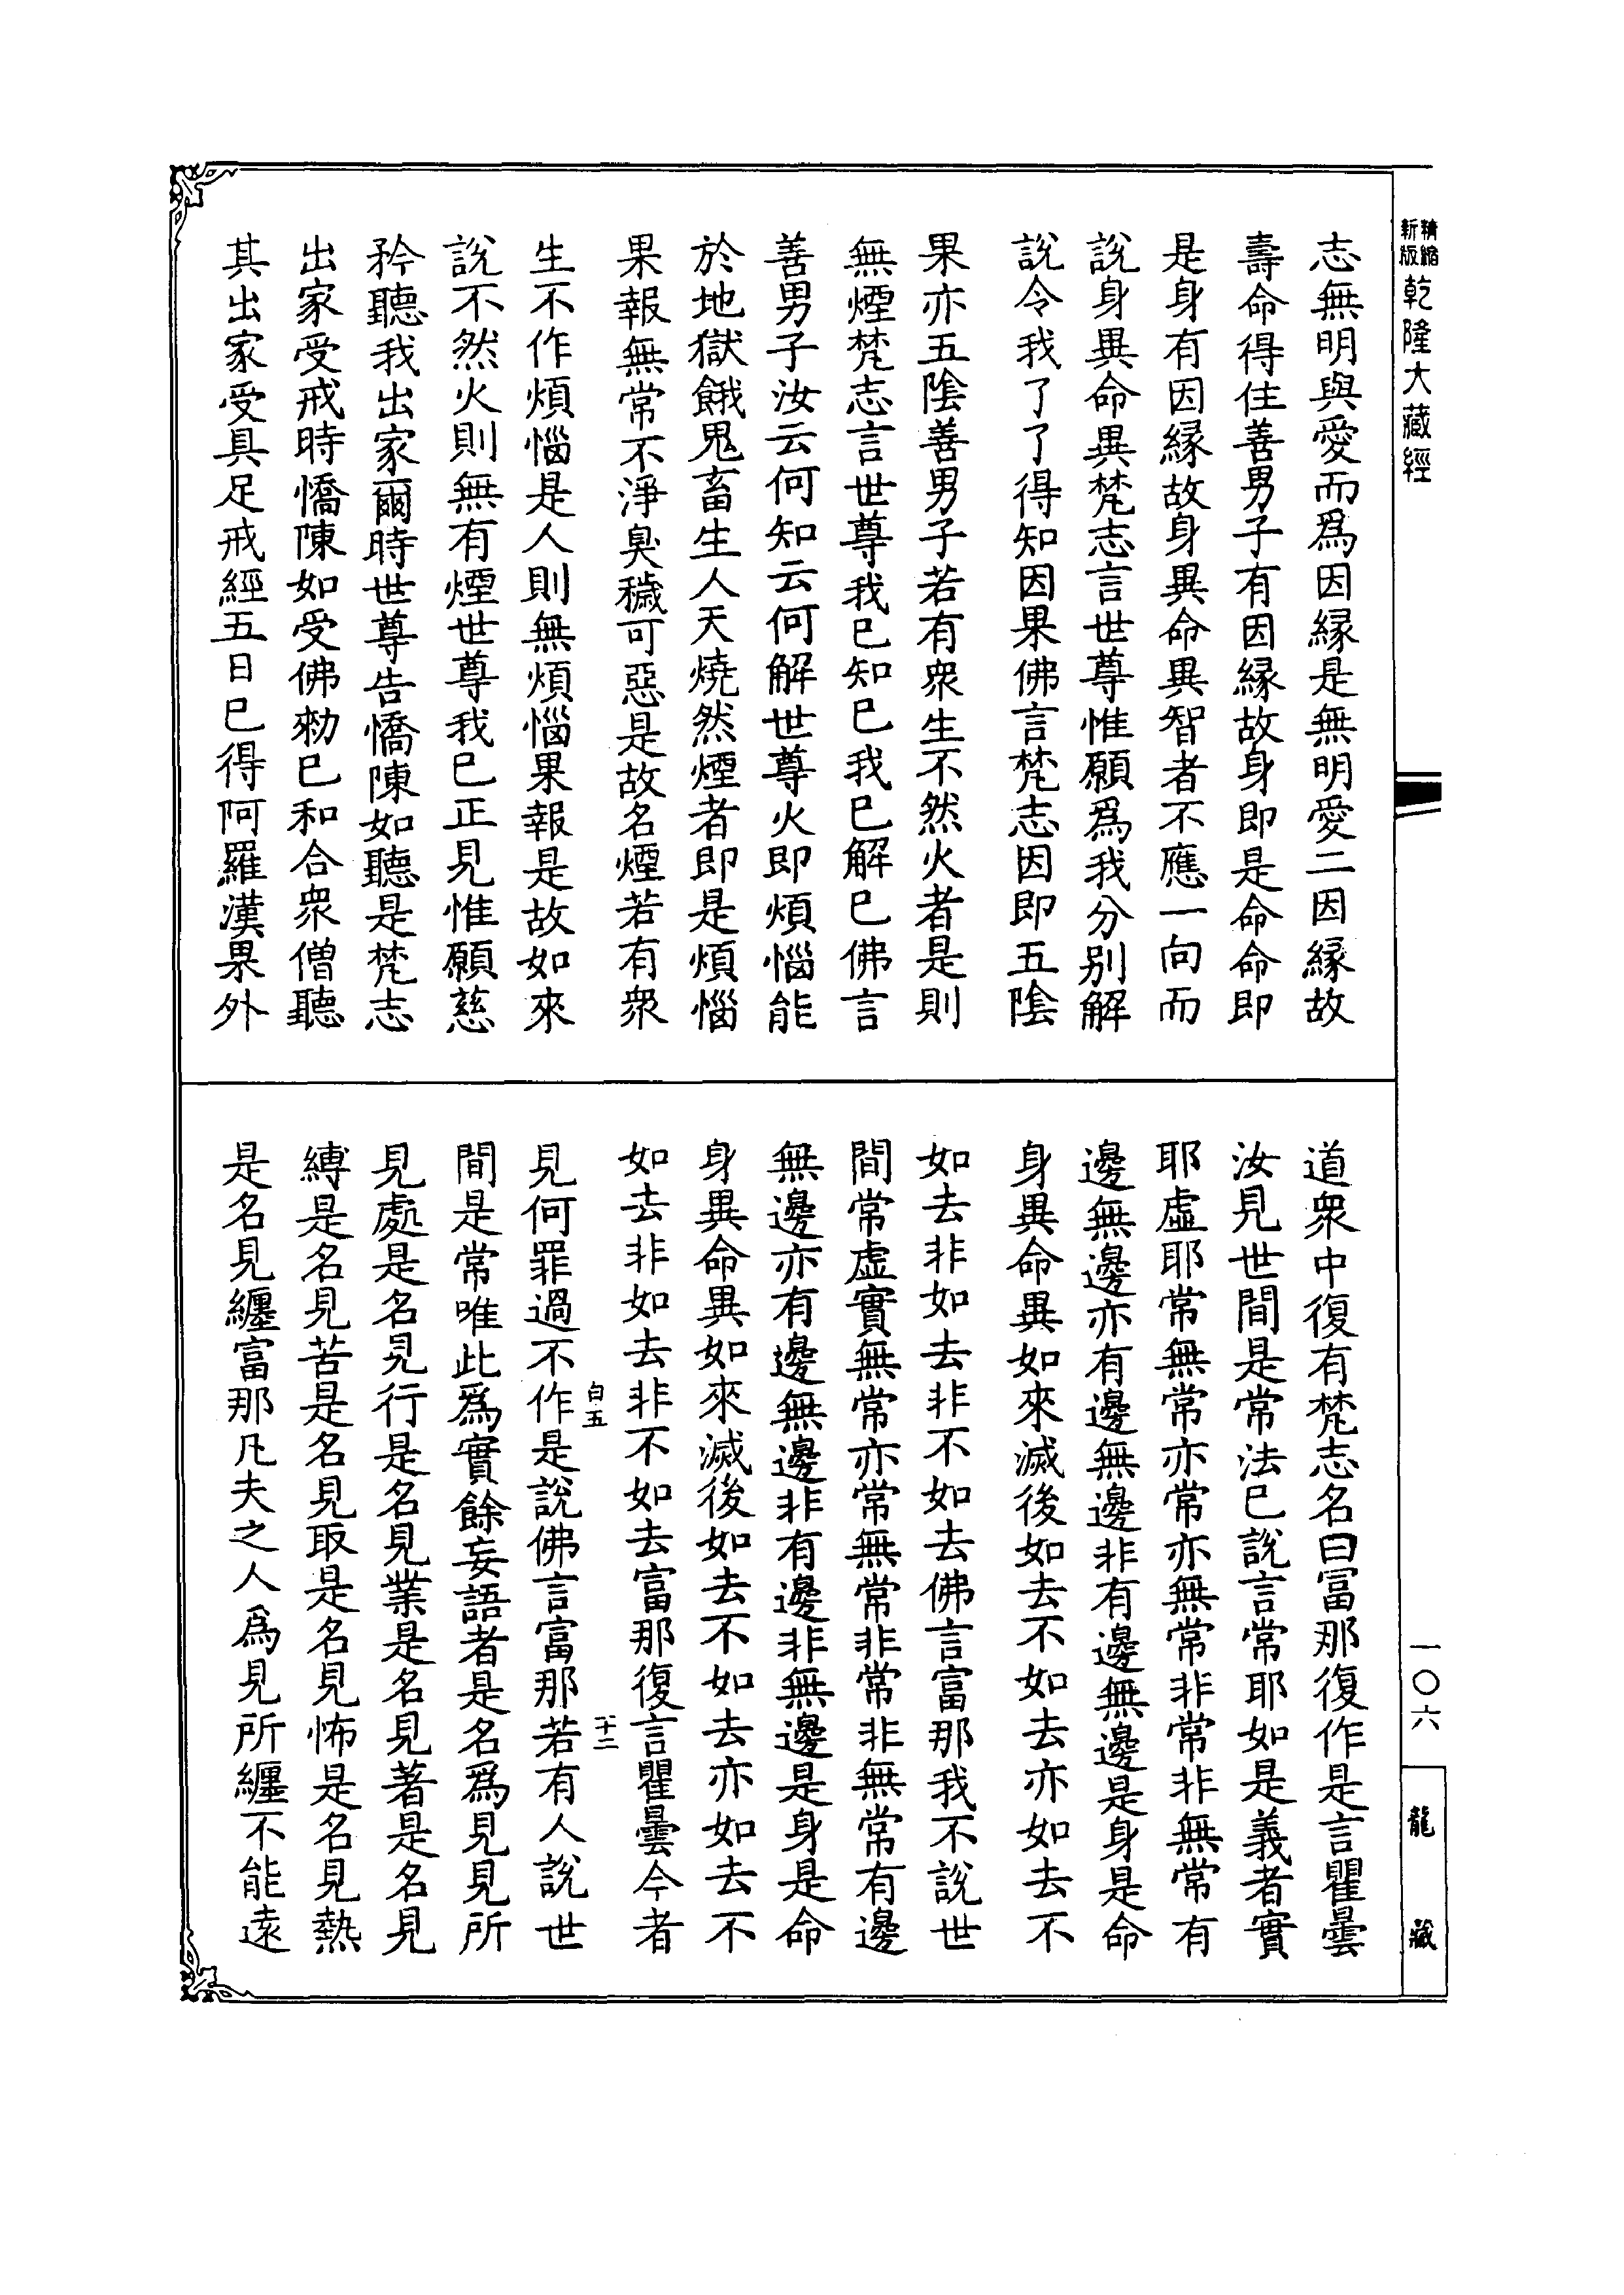 精縮新版乾隆大藏經
一〇六
龍藏
志無明與愛而爲因緣是無明愛二因緣故
壽命得住善男子有因緣故身即是命命即
是身有因緣故身異命異智者不應一向而
說身異命異梵志言世尊惟願爲我分別解
說令我了了得知因果佛言梵志因即五陰
果亦五陰善男子若有衆生不然火者是則
無煙梵志言世尊我已知已我已解已佛言
善男子汝云何知云何解世尊火即煩惱能
於地獄餓鬼畜生人天燒然煙者即是煩惱
果報無常不淨臭穢可惡是故名煙若有衆
生不作煩惱是人則無煩惱果報是故如來
說不然火則無有煙世尊我已正見惟願慈
矜聽我出家爾時世尊告憍陳如聽是梵志
出家受戒時憍陳如受佛勑已和合衆僧聽
其出家受具足戒經五日已得阿羅漢果外
道衆中復有梵志名曰富那復作是言瞿曇
汝見世間是常法已說言常耶如是義者實
耶虛耶常無常亦常亦無常非常非無常有
邊無邊亦有邊無邊非有邊無邊是身是命
身異命異如來滅後如去不如去亦如去不
如去非如去非不如去佛言富那我不說世
間常虛實無常亦常無常非常非無常有邊
無邊亦有邊無邊非有邊非無邊是身是命
身異命異如來滅後如去不如去亦如去不
如去非如去非不如去富那復言瞿曇今者
白五
十二
見何罪過不作是說佛言富那若有人說世
間是常唯此爲實餘妄語者是名爲見見所
見處是名見行是名見業是名見著是名見
縛是名見苦是名見取是名見怖是名見熱
是名見纏富那凡夫之人爲見所纏不能遠